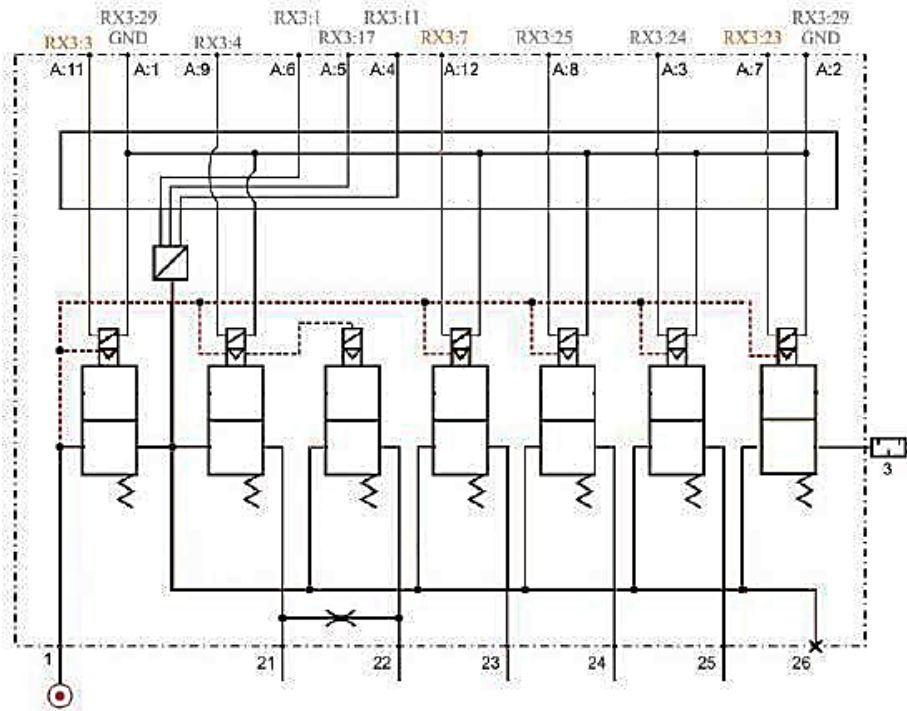 RX3:29 RX3:1 RX3:11 RX3:29
RX3:3 GND RX3:4 RX3:17 RX3:7 RX3:25 RX3:24 RX3:23 GND
A:11 A:1 A:9 A:6 A:5 A:4 A:12 A:8 A:3 A:7 A:2
3
1 21 22 23 24 25 26